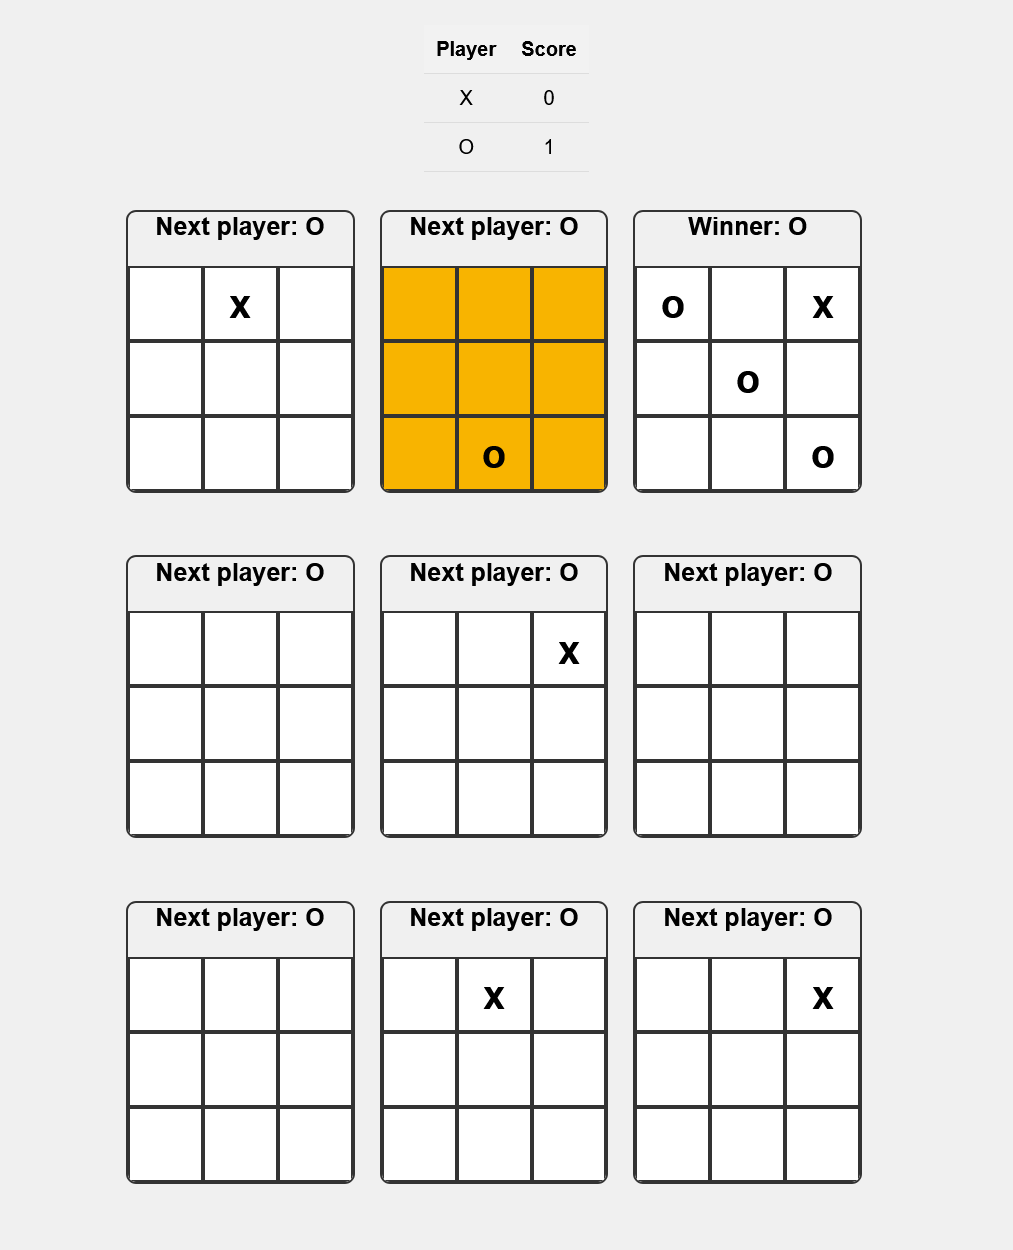 Player Score
X 0
O 1
Next player: O Next player: O Winner: O
X O X
O
O O
Next player: O Next player: O Next player: O
X
Next player: O Next player: O Next player: O
X X